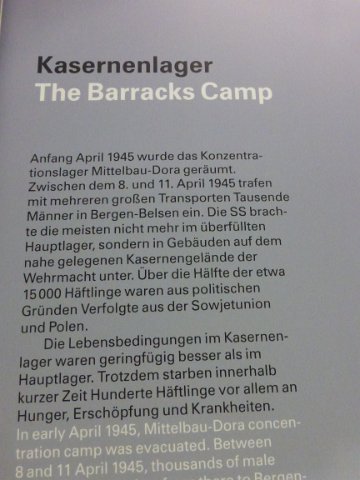 Kasernenlager
The Barracks Camp
Anfang April 1945 wurde das Konzentra-
tionslager Mittelbau-Dora geräumt.
Zwischen dem 8. und 11. April 1945 trafen
mit mehreren großen Transporten Tausende
Männer in Bergen-Belsen ein. Die SS brach-
te die meisten nicht mehr im überfüllten
Hauptlager, sondern in Gebäuden auf dem
nahe gelegenen Kasernengelände der
Wehrmacht unter. Über die Hälfte der etwa
15 000 Häftlinge waren aus politischen
Gründen Verfolgte aus der Sowjetunion
und Polen.
Die Lebensbedingungen im Kasernen-
lager waren geringfügig besser als im
Hauptlager. Trotzdem starben innerhalb
kurzer Zeit Hunderte Häftlinge vor allem an
Hunger, Erschöpfung und Krankheiten.
In early April 1945, Mittelbau-Dora concen-
tration camp was evacuated. Between
8 and 11 April 1945, thousands of male
from there to Bergen-